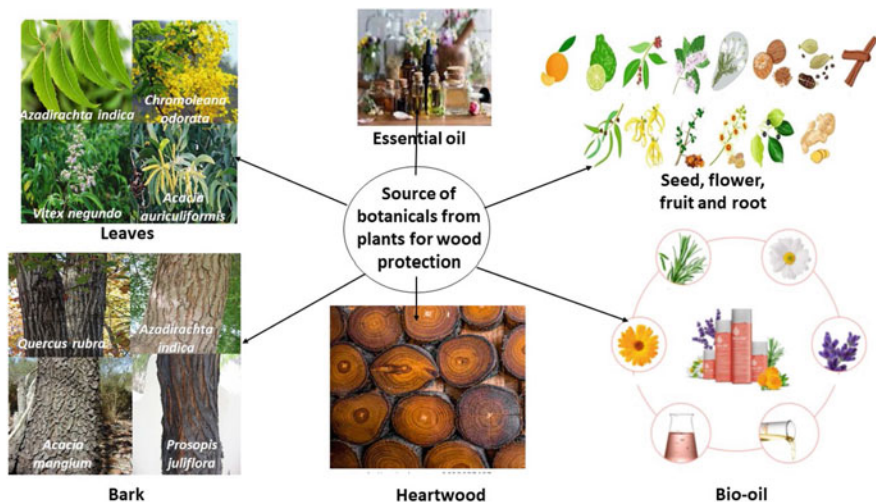 Azadirachta indica
Chromoleana
odorata
Vitex negundo
Acacia
auriculiformis
Leaves
Essential oil
Seed, flower,
fruit and root
Source of
botanicals from
plants for wood
protection
Quercus rubra
Azadirachta
indica
Acacia
mangium
Prosopis
juliflora
Bark
Heartwood
Bio-oil